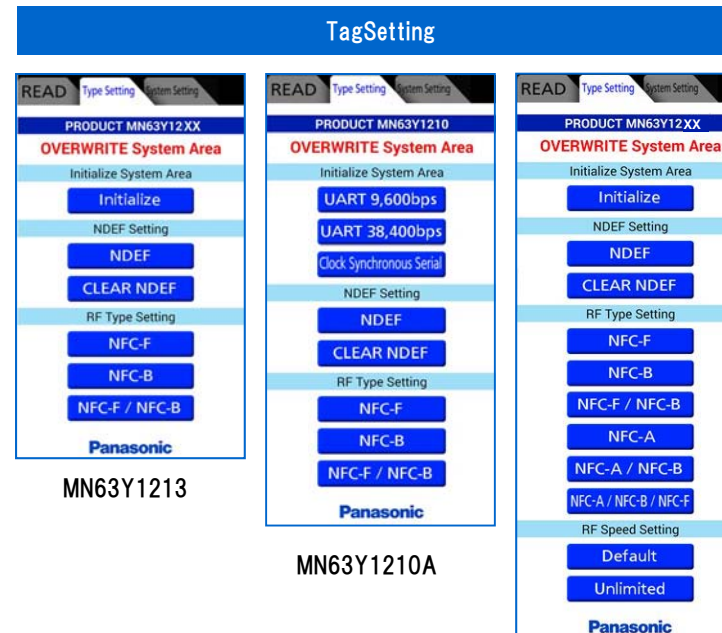 TagSetting
READ Type Setting System Setting
PRODUCT MN63Y12XX
OVERWRITE System Area
Initialize System Area
Initialize
NDEF Setting
NDEF
CLEAR NDEF
RF Type Setting
NFC-F
NFC-B
NFC-F / NFC-B
Panasonic
MN63Y1213
READ Type Setting System Setting
PRODUCT MN63Y1210
OVERWRITE System Area
Initialize System Area
UART 9,600bps
UART 38,400bps
Clock Synchronous Serial
NDEF Setting
NDEF
CLEAR NDEF
RF Type Setting
NFC-F
NFC-B
NFC-F / NFC-B
Panasonic
MN63Y1210A
READ Type Setting System Setting
PRODUCT MN63Y12XX
OVERWRITE System Area
Initialize System Area
Initialize
NDEF Setting
NDEF
CLEAR NDEF
RF Type Setting
NFC-F
NFC-B
NFC-F / NFC-B
NFC-A
NFC-A / NFC-B
NFC-A / NFC-B / NFC-F
RF Speed Setting
Default
Unlimited
Panasonic